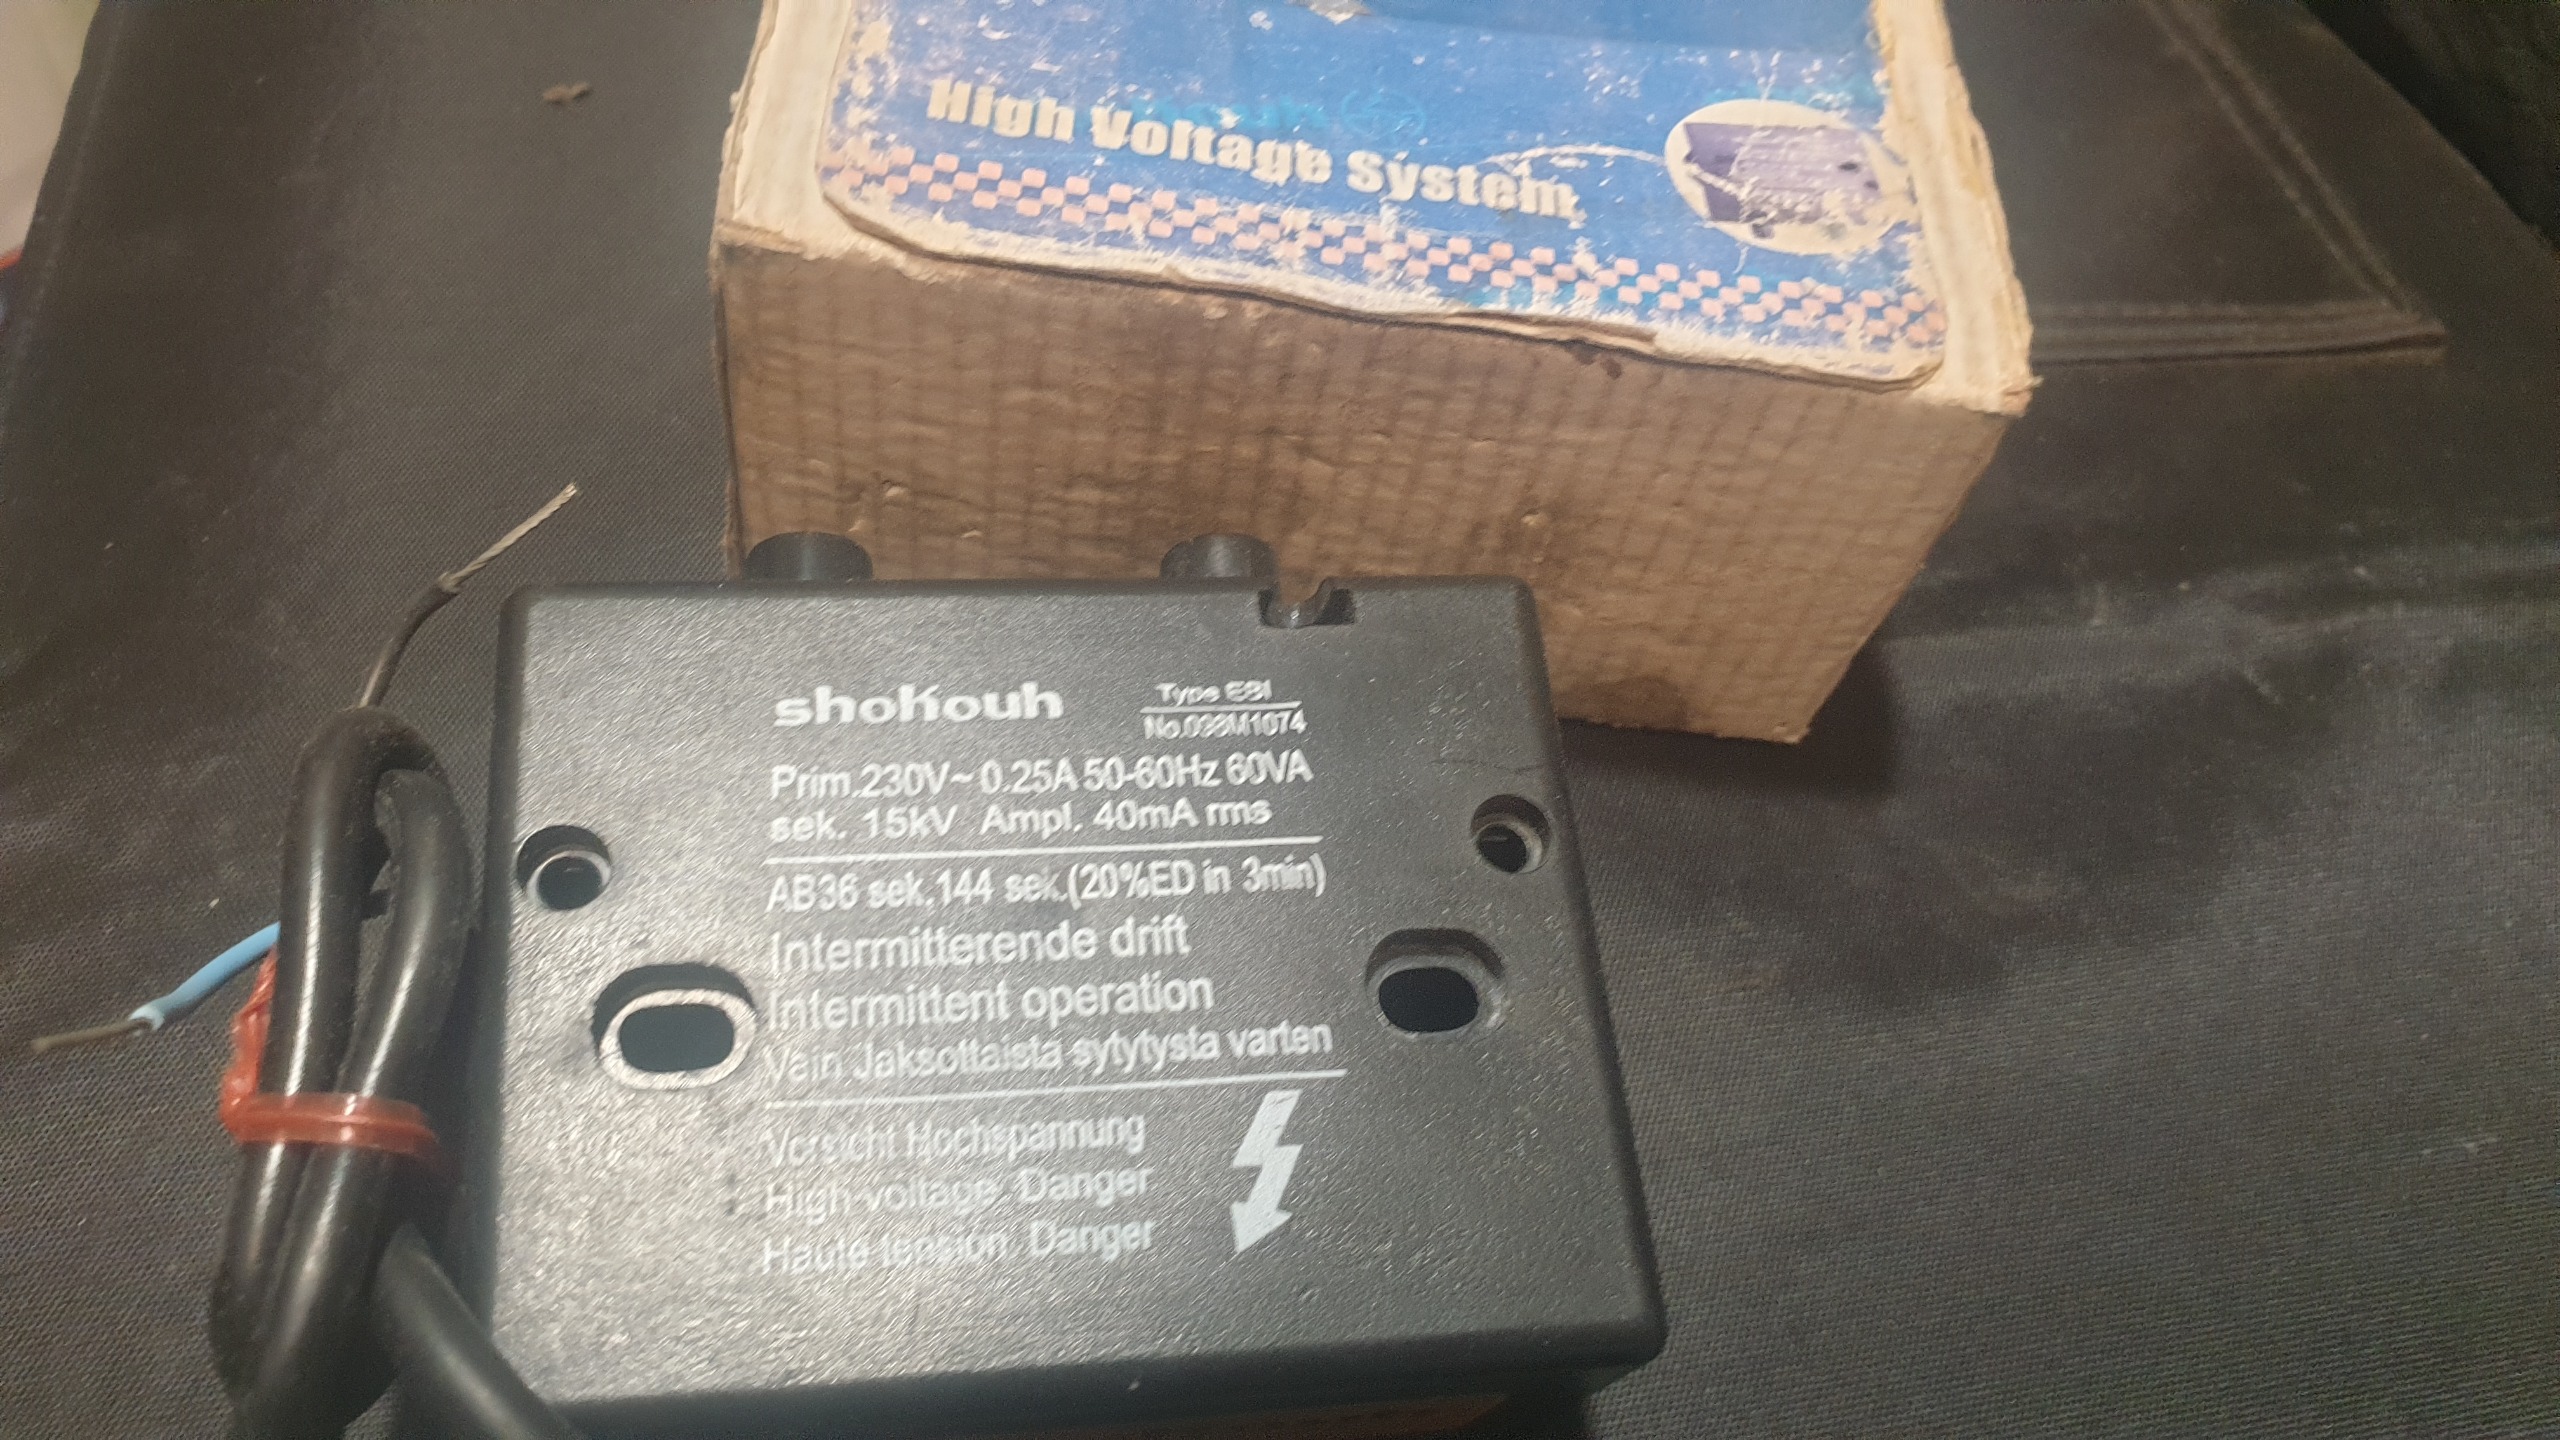 High Voltage System
shokouh
Type EBI
No.038M1074
Prim.230V~ 0.25A 50-60Hz 60VA
sek. 15kV Ampl. 40mA rms
AB36 sek.144 sek.(20%ED in 3min)
Intermitterende drift
Intermittent operation
Vain Jaksottaista sytytysta varten
Vorsicht Hochspannung
High voltage Danger
Haute tension Danger